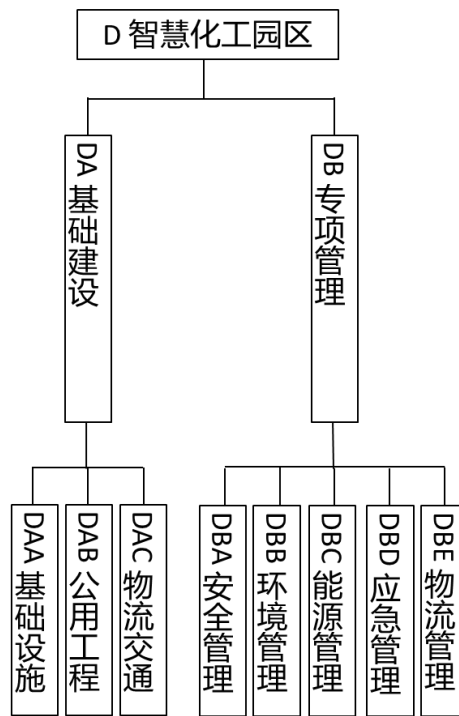 D 智慧化工园区
DA 基础建设
DB 专项管理
DAA 基础设施
DAB 公用工程
DAC 物流交通
DBA 安全管理
DBB 环境管理
DBC 能源管理
DBD 应急管理
DBE 物流管理